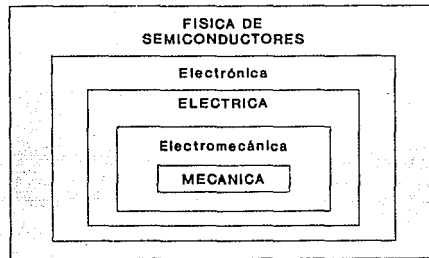 FISICA DE
SEMICONDUCTORES
Electrónica
ELECTRICA
Electromecánica
MECANICA